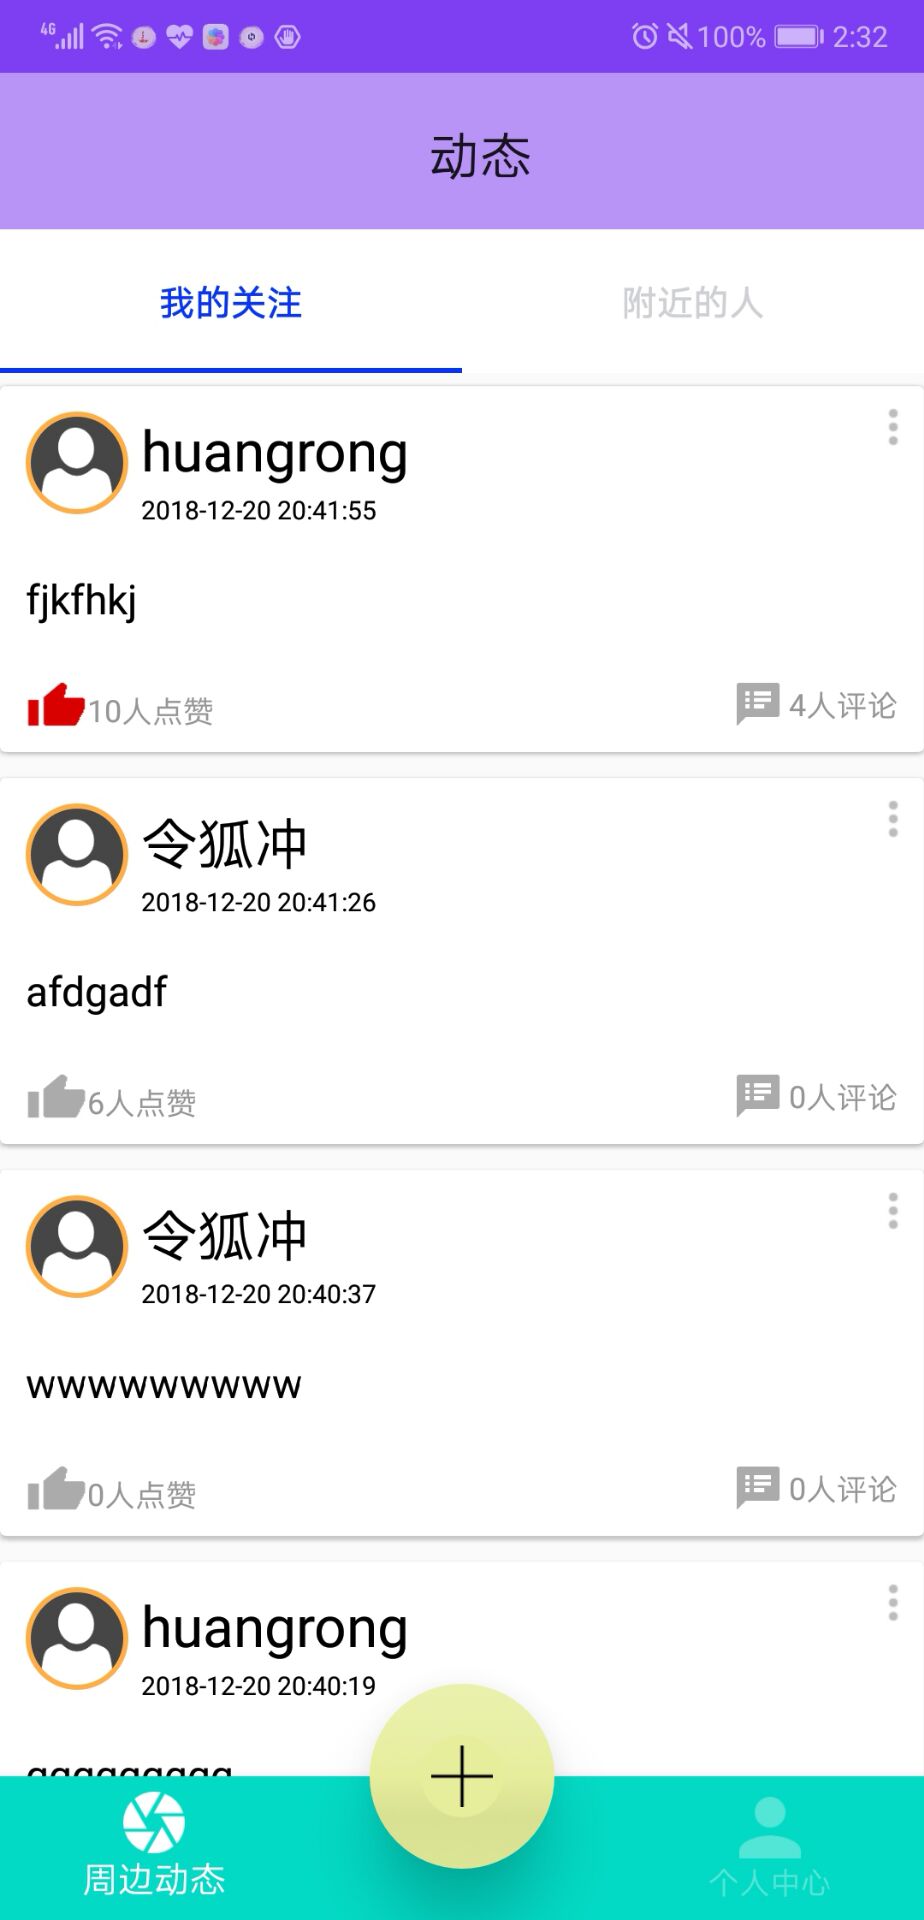 4G 100% 2:32
动态
我的关注 附近的人
huangrong
2018-12-20 20:41:55
fjkfhkj
10人点赞 4人评论
令狐冲
2018-12-20 20:41:26
afdgadf
6人点赞 0人评论
令狐冲
2018-12-20 20:40:37
wwwwwwwww
0人点赞 0人评论
huangrong
2018-12-20 20:40:19
周边动态 个人中心